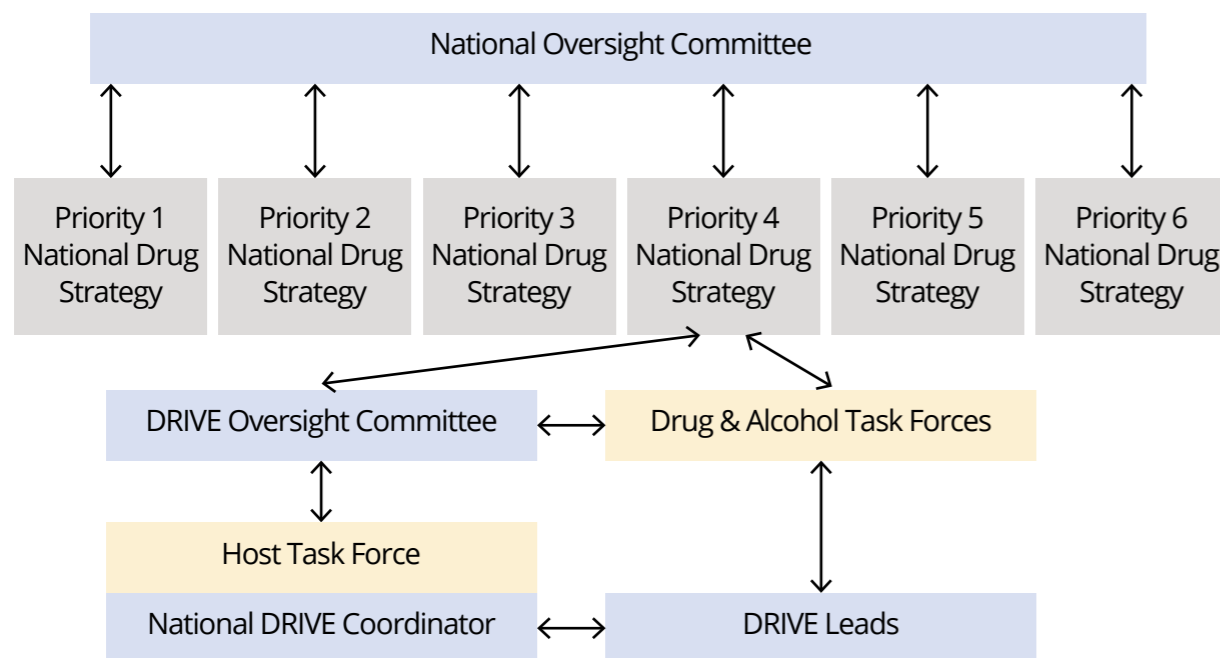 National Oversight Committee
Priority 1
National Drug
Strategy
Priority 2
National Drug
Strategy
Priority 3
National Drug
Strategy
Priority 4
National Drug
Strategy
Priority 5
National Drug
Strategy
Priority 6
National Drug
Strategy
DRIVE Oversight Committee
Drug & Alcohol Task Forces
Host Task Force
National DRIVE Coordinator
DRIVE Leads